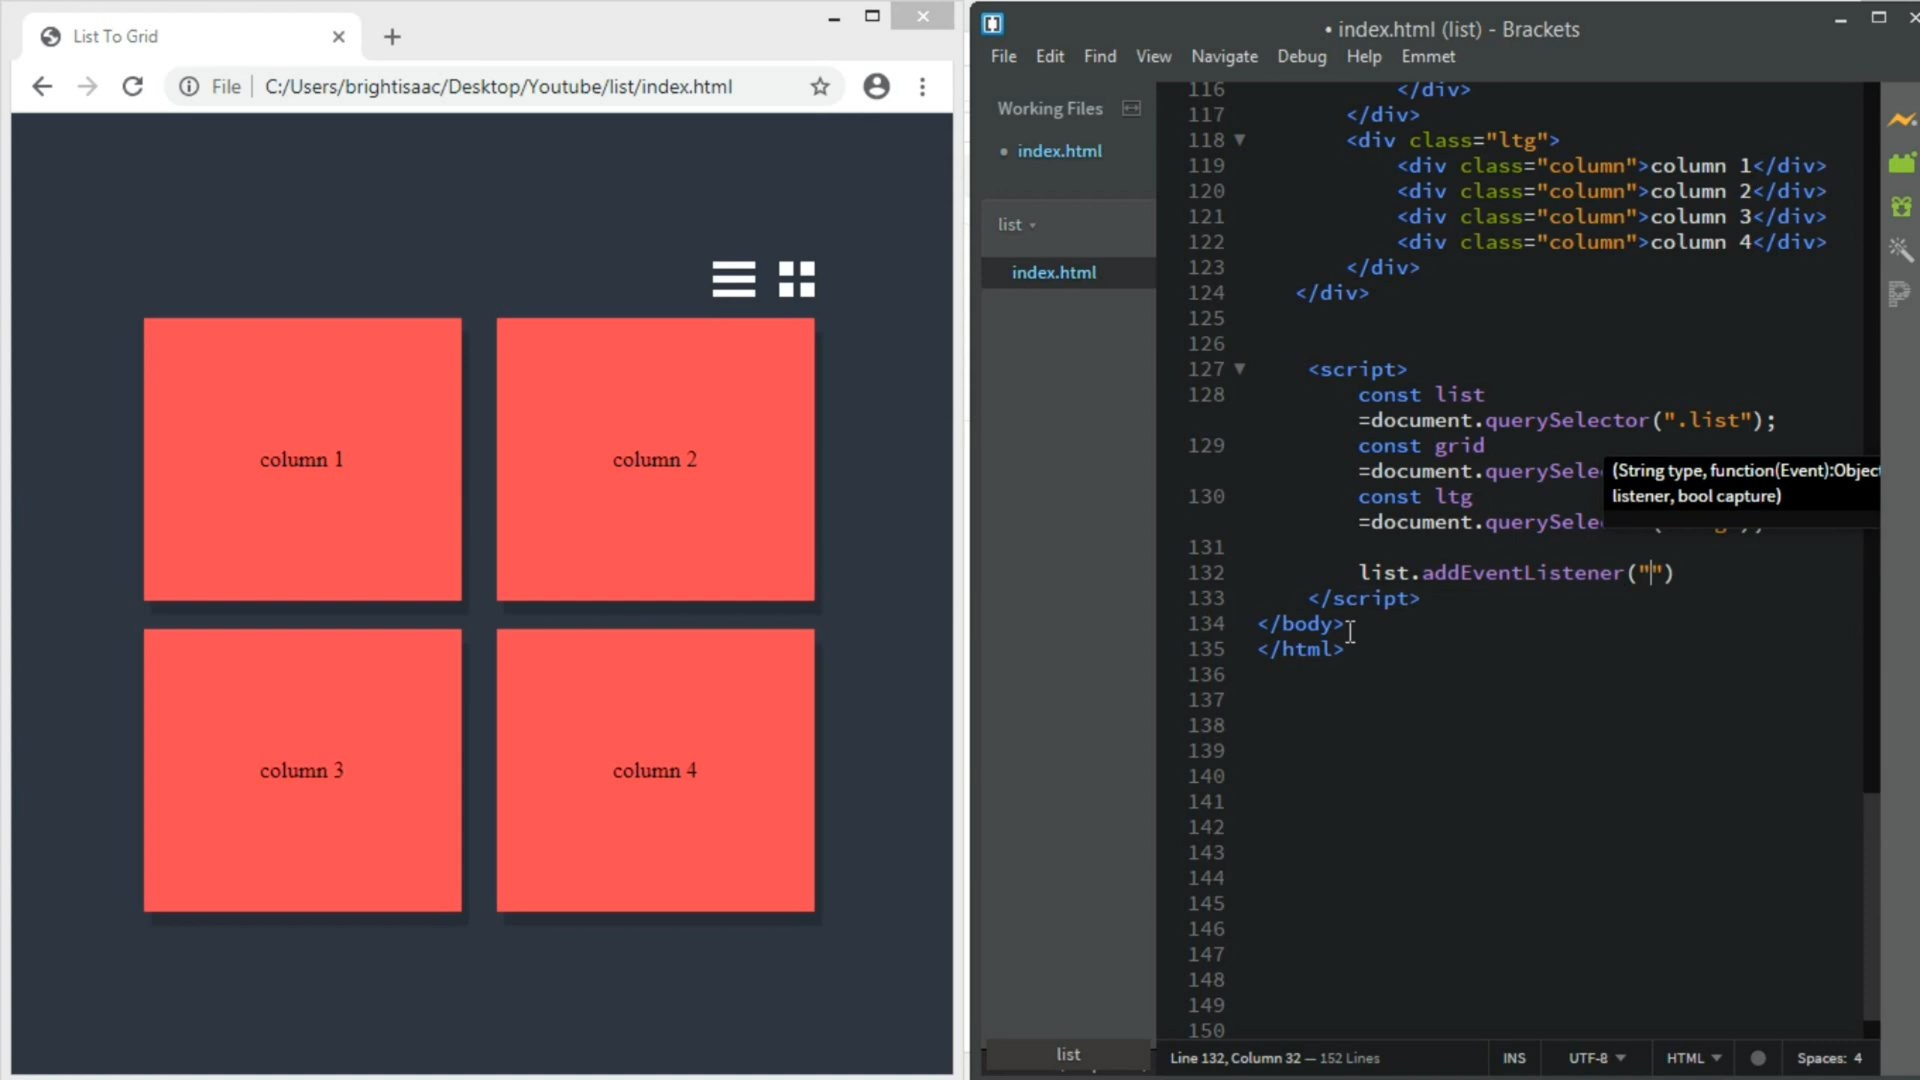 List To Grid
File
C:/Users/brightisaac/Desktop/Youtube/list/index.html
column 1
column 2
column 3
column 4
• index.html (list) - Brackets
File Edit Find View Navigate Debug Help Emmet
Working Files
index.html
list
index.html
list
116 </div>
117 </div>
118 <div class="ltg">
119 <div class="column">column 1</div>
120 <div class="column">column 2</div>
121 <div class="column">column 3</div>
122 <div class="column">column 4</div>
123 </div>
124 </div>
125
126
127 <script>
128 const list
=document.querySelector(".list");
129 const grid
=document.querySele
(String type, function(Event):Object
listener, bool capture)
130 const ltg
=document.querySele
131
132 list.addEventListener("")
133 </script>
134 </body>
135 </html>
136
137
138
139
140
141
142
143
144
145
146
147
148
149
150
Line 132, Column 32 — 152 Lines
INS UTF-8 HTML Spaces: 4